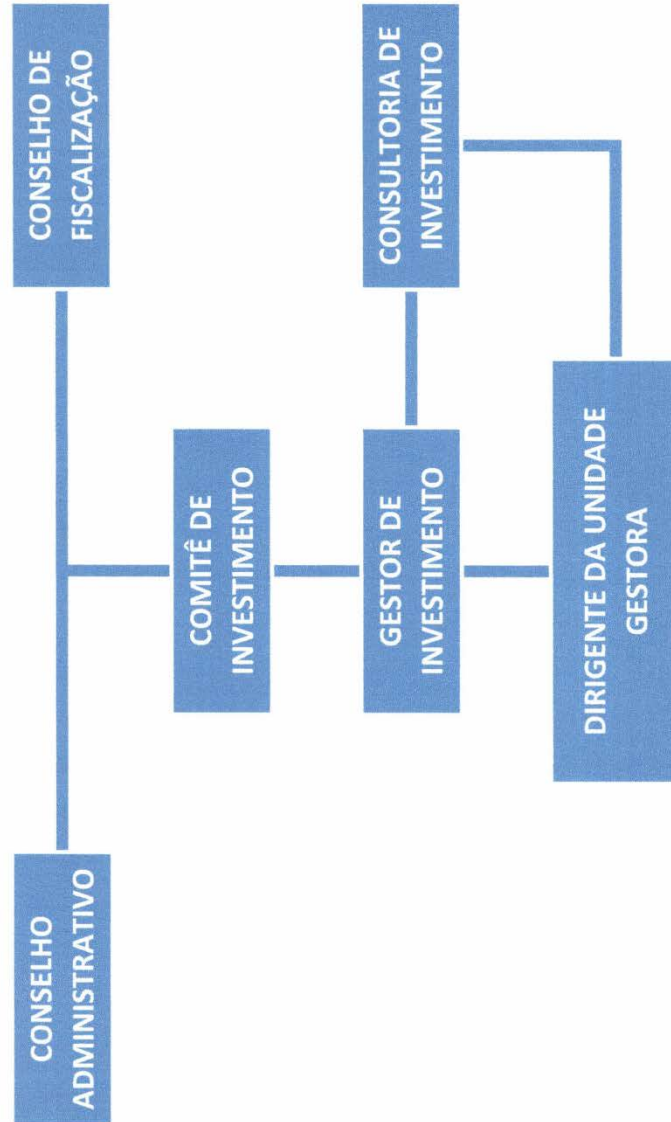 CONSELHO
ADMINISTRATIVO
CONSELHO DE
FISCALIZAÇÃO
COMITÊ DE
INVESTIMENTO
GESTOR DE
INVESTIMENTO
CONSULTORIA DE
INVESTIMENTO
DIRIGENTE DA UNIDADE
GESTORA